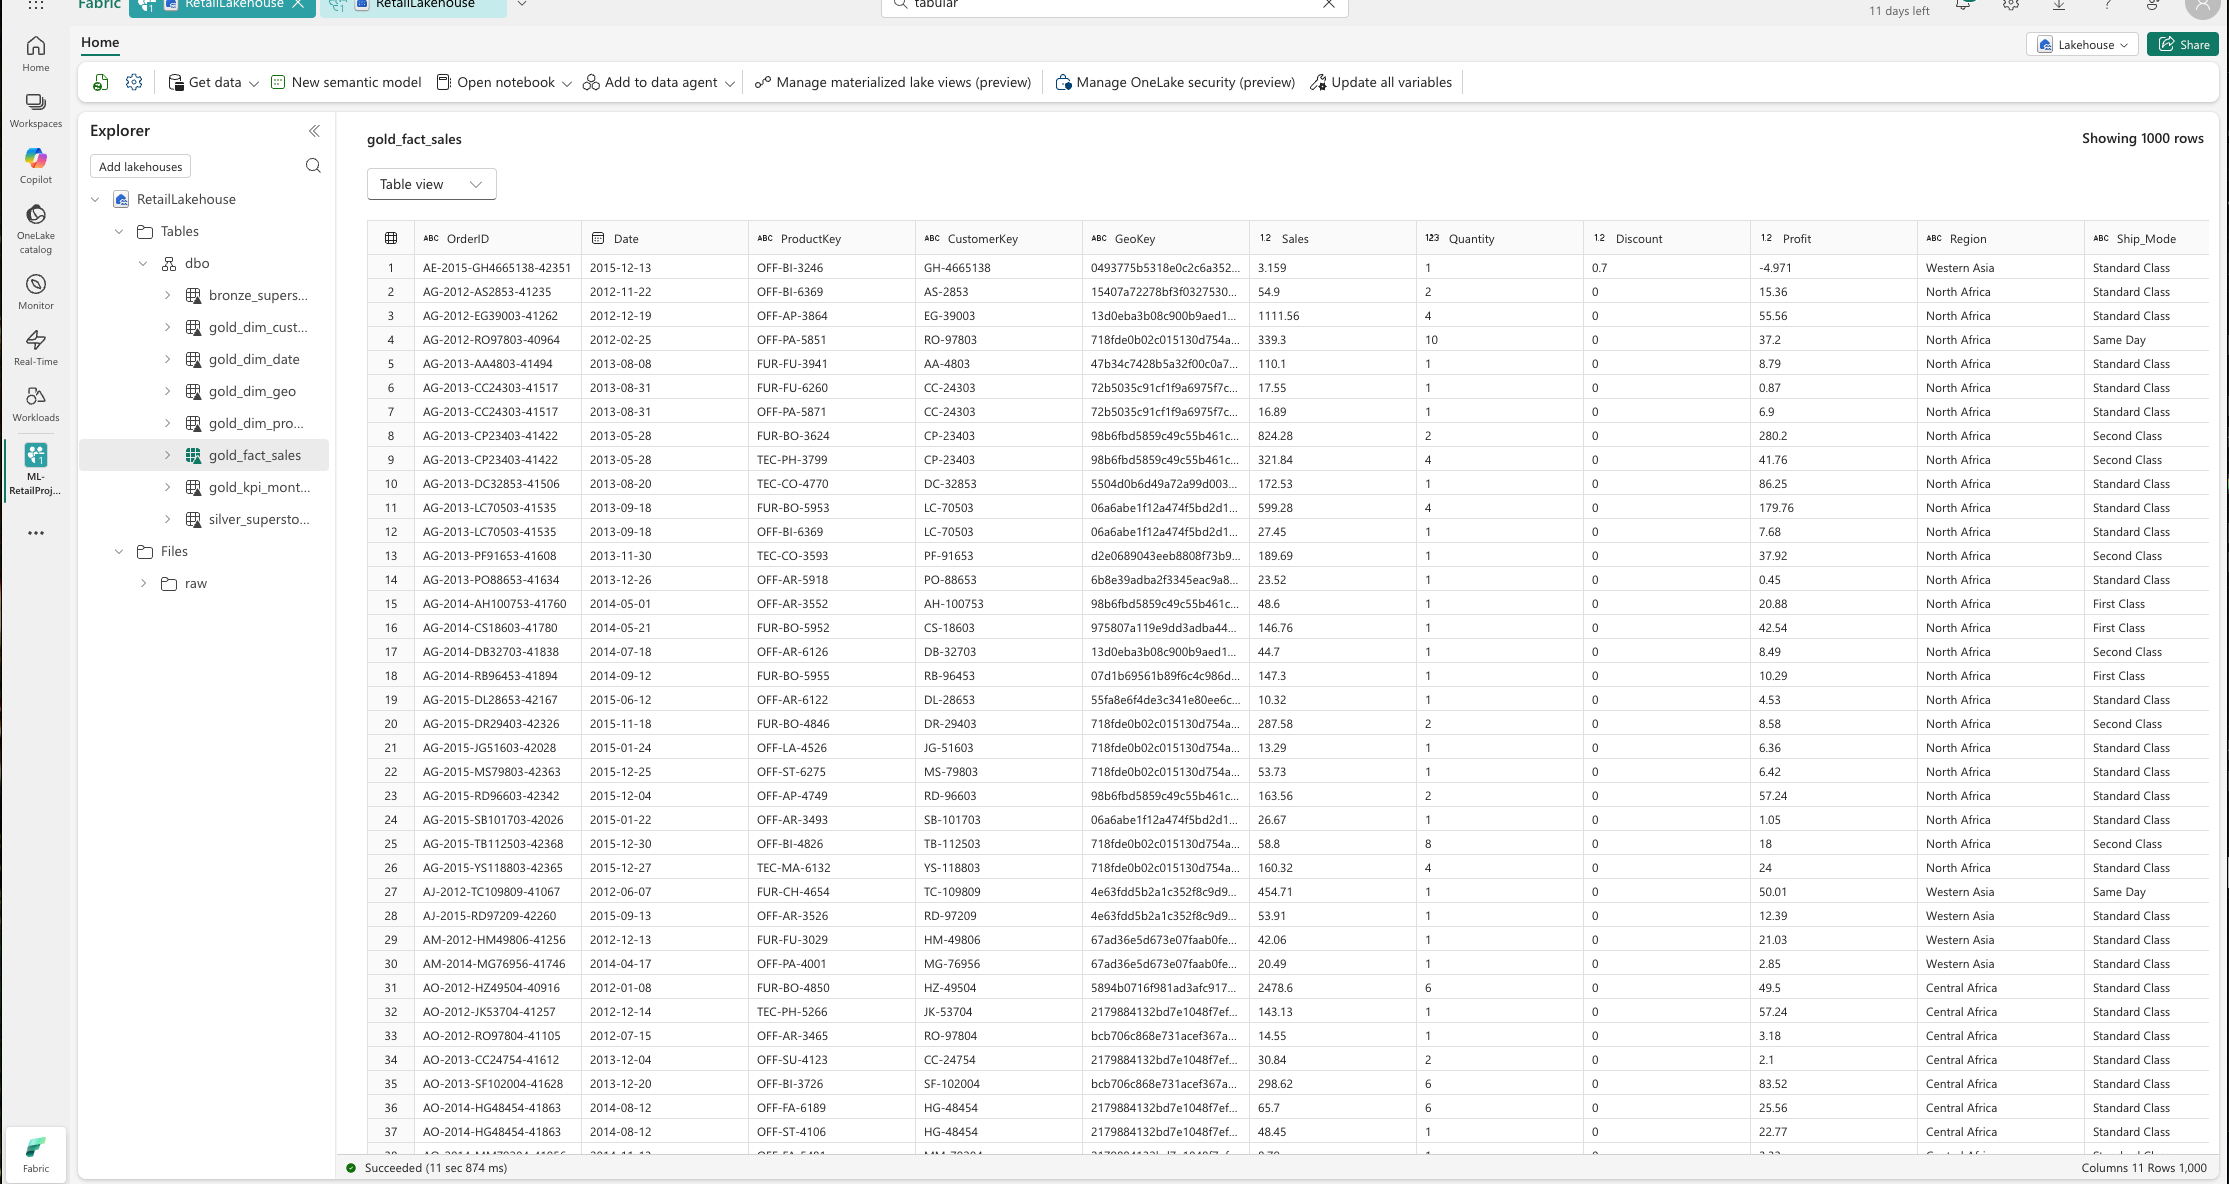 Fabric RetailLakehouse RetailLakehouse tabular 11 days left
Home Lakehouse Share
Get data New semantic model Open notebook Add to data agent Manage materialized lake views (preview) Manage OneLake security (preview) Update all variables
Home
Workspaces
Copilot
OneLake
catalog
Monitor
Real-Time
Workloads
ML-
RetailProj...
Fabric
Explorer
Add lakehouses
RetailLakehouse
Tables
dbo
bronze_supers...
gold_dim_cust...
gold_dim_date
gold_dim_geo
gold_dim_pro...
gold_fact_sales
gold_kpi_mont...
silver_supersto...
Files
raw
gold_fact_sales Showing 1000 rows
Table view
ABC OrderID Date ABC ProductKey ABC CustomerKey ABC GeoKey 1.2 Sales 123 Quantity 1.2 Discount 1.2 Profit ABC Region ABC Ship_Mode
1 AE-2015-GH4665138-42351 2015-12-13 OFF-BI-3246 GH-4665138 0493775b5318e0c2c6a352... 3.159 1 0.7 -4.971 Western Asia Standard Class
2 AG-2012-AS2853-41235 2012-11-22 OFF-BI-6369 AS-2853 15407a72278bf3f0327530... 54.9 2 0 15.36 North Africa Standard Class
3 AG-2012-EG39003-41262 2012-12-19 OFF-AP-3864 EG-39003 13d0eba3b08c900b9aed1... 1111.56 4 0 55.56 North Africa Standard Class
4 AG-2012-RO97803-40964 2012-02-25 OFF-PA-5851 RO-97803 718fde0b02c015130d754a... 339.3 10 0 37.2 North Africa Same Day
5 AG-2013-AA4803-41494 2013-08-08 FUR-FU-3941 AA-4803 47b34c7428b5a32f00c0a7... 110.1 1 0 8.79 North Africa Standard Class
6 AG-2013-CC24303-41517 2013-08-31 FUR-FU-6260 CC-24303 72b5035c91cf1f9a6975f7c... 17.55 1 0 0.87 North Africa Standard Class
7 AG-2013-CC24303-41517 2013-08-31 OFF-PA-5871 CC-24303 72b5035c91cf1f9a6975f7c... 16.89 1 0 6.9 North Africa Standard Class
8 AG-2013-CP23403-41422 2013-05-28 FUR-BO-3624 CP-23403 98b6fbd5859c49c55b461c... 824.28 2 0 280.2 North Africa Second Class
9 AG-2013-CP23403-41422 2013-05-28 TEC-PH-3799 CP-23403 98b6fbd5859c49c55b461c... 321.84 4 0 41.76 North Africa Second Class
10 AG-2013-DC32853-41506 2013-08-20 TEC-CO-4770 DC-32853 5504d0b6d49a72a99d003... 172.53 1 0 86.25 North Africa Standard Class
11 AG-2013-LC70503-41535 2013-09-18 FUR-BO-5953 LC-70503 06a6abe1f12a474f5bd2d1... 599.28 4 0 179.76 North Africa Standard Class
12 AG-2013-LC70503-41535 2013-09-18 OFF-BI-6369 LC-70503 06a6abe1f12a474f5bd2d1... 27.45 1 0 7.68 North Africa Standard Class
13 AG-2013-PF91653-41608 2013-11-30 TEC-CO-3593 PF-91653 d2e0689043eeb8808f73b9... 189.69 1 0 37.92 North Africa Second Class
14 AG-2013-PO88653-41634 2013-12-26 OFF-AR-5918 PO-88653 6b8e39adba2f3345eac9a8... 23.52 1 0 0.45 North Africa Standard Class
15 AG-2014-AH100753-41760 2014-05-01 OFF-AR-3552 AH-100753 98b6fbd5859c49c55b461c... 48.6 1 0 20.88 North Africa First Class
16 AG-2014-CS18603-41780 2014-05-21 FUR-BO-5952 CS-18603 975807a119e9dd3adba44... 146.76 1 0 42.54 North Africa First Class
17 AG-2014-DB32703-41838 2014-07-18 OFF-AR-6126 DB-32703 13d0eba3b08c900b9aed1... 44.7 1 0 8.49 North Africa Second Class
18 AG-2014-RB96453-41894 2014-09-12 FUR-BO-5955 RB-96453 07d1b69561b89f6c4c986d... 147.3 1 0 10.29 North Africa First Class
19 AG-2015-DL28653-42167 2015-06-12 OFF-AR-6122 DL-28653 55fa8e6f4de3c341e80ee6c... 10.32 1 0 4.53 North Africa Standard Class
20 AG-2015-DR29403-42326 2015-11-18 FUR-BO-4846 DR-29403 718fde0b02c015130d754a... 287.58 2 0 8.58 North Africa Second Class
21 AG-2015-JG51603-42028 2015-01-24 OFF-LA-4526 JG-51603 718fde0b02c015130d754a... 13.29 1 0 6.36 North Africa Standard Class
22 AG-2015-MS79803-42363 2015-12-25 OFF-ST-6275 MS-79803 718fde0b02c015130d754a... 53.73 1 0 6.42 North Africa Standard Class
23 AG-2015-RD96603-42342 2015-12-04 OFF-AP-4749 RD-96603 98b6fbd5859c49c55b461c... 163.56 2 0 57.24 North Africa Standard Class
24 AG-2015-SB101703-42026 2015-01-22 OFF-AR-3493 SB-101703 06a6abe1f12a474f5bd2d1... 26.67 1 0 1.05 North Africa Standard Class
25 AG-2015-TB112503-42368 2015-12-30 OFF-BI-4826 TB-112503 718fde0b02c015130d754a... 58.8 8 0 18 North Africa Second Class
26 AG-2015-YS118803-42365 2015-12-27 TEC-MA-6132 YS-118803 718fde0b02c015130d754a... 160.32 4 0 24 North Africa Standard Class
27 AJ-2012-TC109809-41067 2012-06-07 FUR-CH-4654 TC-109809 4e63fdd5b2a1c352f8c9d9... 454.71 1 0 50.01 Western Asia Same Day
28 AJ-2015-RD97209-42260 2015-09-13 OFF-AR-3526 RD-97209 4e63fdd5b2a1c352f8c9d9... 53.91 1 0 12.39 Western Asia Standard Class
29 AM-2012-HM49806-41256 2012-12-13 FUR-FU-3029 HM-49806 67ad36e5d673e07faab0fe... 42.06 1 0 21.03 Western Asia Standard Class
30 AM-2014-MG76956-41746 2014-04-17 OFF-PA-4001 MG-76956 67ad36e5d673e07faab0fe... 20.49 1 0 2.85 Western Asia Standard Class
31 AO-2012-HZ49504-40916 2012-01-08 FUR-BO-4850 HZ-49504 5894b0716f981ad3afc917... 2478.6 6 0 49.5 Central Africa Standard Class
32 AO-2012-JK53704-41257 2012-12-14 TEC-PH-5266 JK-53704 2179884132bd7e1048f7ef... 143.13 1 0 57.24 Central Africa Standard Class
33 AO-2012-RO97804-41105 2012-07-15 OFF-AR-3465 RO-97804 bcb706c868e731acef367a... 14.55 1 0 3.18 Central Africa Standard Class
34 AO-2013-CC24754-41612 2013-12-04 OFF-SU-4123 CC-24754 2179884132bd7e1048f7ef... 30.84 2 0 2.1 Central Africa Standard Class
35 AO-2013-SF102004-41628 2013-12-20 OFF-BI-3726 SF-102004 bcb706c868e731acef367a... 298.62 6 0 83.52 Central Africa Standard Class
36 AO-2014-HG48454-41863 2014-08-12 OFF-FA-6189 HG-48454 2179884132bd7e1048f7ef... 65.7 6 0 25.56 Central Africa Standard Class
37 AO-2014-HG48454-41863 2014-08-12 OFF-ST-4106 HG-48454 2179884132bd7e1048f7ef... 48.45 1 0 22.77 Central Africa Standard Class
Succeeded (11 sec 874 ms) Columns 11 Rows 1,000